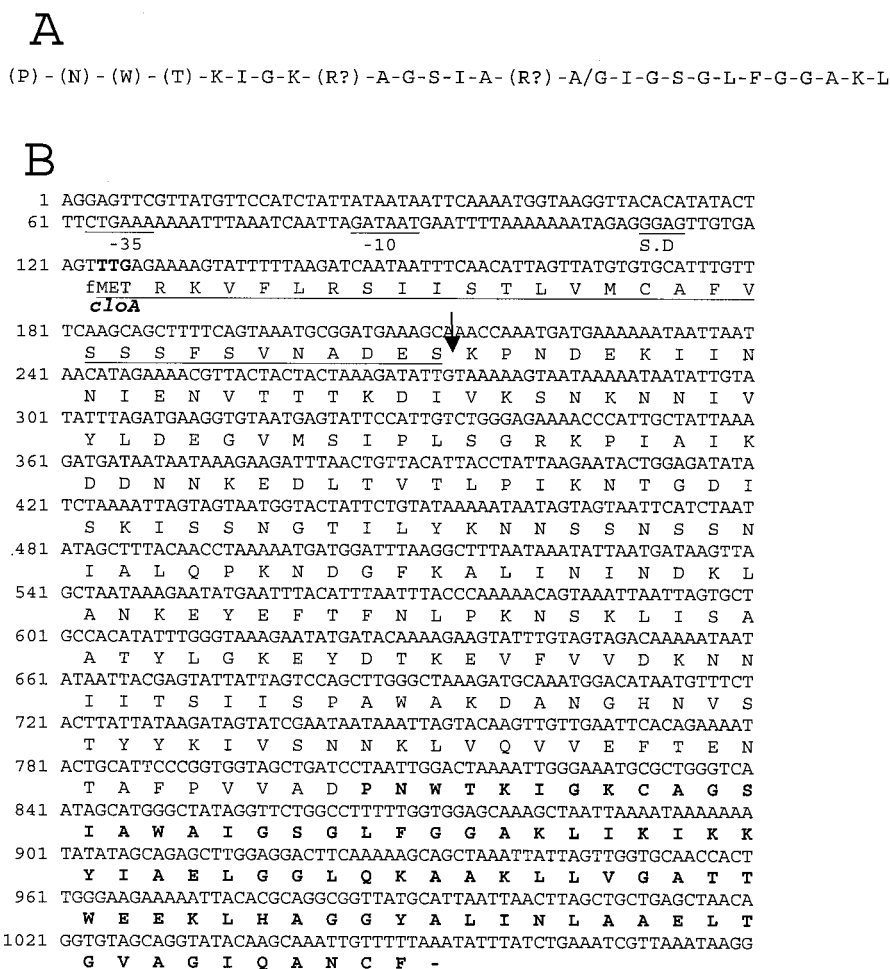 A
(P)-(N)-(W)-(T)-K-I-G-K-(R?)-A-G-S-I-A-(R?)-A/G-I-G-S-G-L-F-G-G-A-K-L
B
1 AGGAGTTCGTTATGTTCCATCTATTATAATAATTCAAAATGGTAAGGTTACACATATACT
61 TTCTGAAAAAAATTTAAATCAATTAGATAATGAATTTTAAAAAAATAGAGGGAGTTGTGA
-35 -10 S.D
121 AGTTTGAGAAAAGTATTTTTAAGATCAATAATTTCAACATTAGTTATGTGTGCATTTGTT
fMET R K V F L R S I I S T L V M C A F V
cloA
181 TCAAGCAGCTTTTCAGTAAATGCGGATGAAAGCAAACCAAATGATGAAAAAATAATTAAT
S S S F S V N A D E S K P N D E K I I N
241 AACATAGAAAACGTTACTACTACTAAAGATATTGTAAAAAGTAATAAAAATAATATTGTA
N I E N V T T T K D I V K S N K N N I V
301 TATTTAGATGAAGGTGTAATGAGTATTCCATTGTCTGGGAGAAAACCCATTGCTATTAAA
Y L D E G V M S I P L S G R K P I A I K
361 GATGATAATAATAAAGAAGATTTAACTGTTACATTACCTATTAAGAATACTGGAGATATA
D D N N K E D L T V T L P I K N T G D I
421 TCTAAAATTAGTAGTAATGGTACTATTCTGTATAAAAATAATAGTAGTAATTCATCTAAT
S K I S S N G T I L Y K N N S S N S S N
481 ATAGCTTTACAACCTAAAAATGATGGATTTAAGGCTTTAATAAATATTAATGATAAGTTA
I A L Q P K N D G F K A L I N I N D K L
541 GCTAATAAAGAATATGAATTTACATTTAATTTACCCAAAAACAGTAAATTAATTAGTGCT
A N K E Y E F T F N L P K N S K L I S A
601 GCCACATATTTGGGTAAAGAATATGATACAAAAGAAGTATTTGTAGTAGACAAAAATAAT
A T Y L G K E Y D T K E V F V V D K N N
661 ATAATTACGAGTATTATTAGTCCAGCTTGGGCTAAAGATGCAAATGGACATAATGTTTCT
I I T S I I S P A W A K D A N G H N V S
721 ACTTATTATAAGATAGTATCGAATAATAAATTAGTACAAGTTGTTGAATTCACAGAAAAT
T Y Y K I V S N N K L V Q V V E F T E N
781 ACTGCATTCCCGGTGGTAGCTGATCCTAATTGGACTAAAATTGGGAAATGCGCTGGGTCA
T A F P V V A D P N W T K I G K C A G S
841 ATAGCATGGGCTATAGGTTCTGGCCTTTTTGGTGGAGCAAAGCTAATTAAAATAAAAAAA
I A W A I G S G L F G G A K L I K I K K
901 TATATAGCAGAGCTTGGAGGACTTCAAAAAGCAGCTAAATTATTAGTTGGTGCAACCACT
Y I A E L G G L Q K A A K L L V G A T T
961 TGGGAAGAAAAATTACACGCAGGCGGTTATGCATTAATTAACTTAGCTGCTGAGCTAACA
W E E K L H A G G Y A L I N L A A E L T
1021 GGTGTAGCAGGTATACAAGCAAATTGTTTTTAAATATTTATCTGAAATCGTTAAATAAGG
G V A G I Q A N C F -